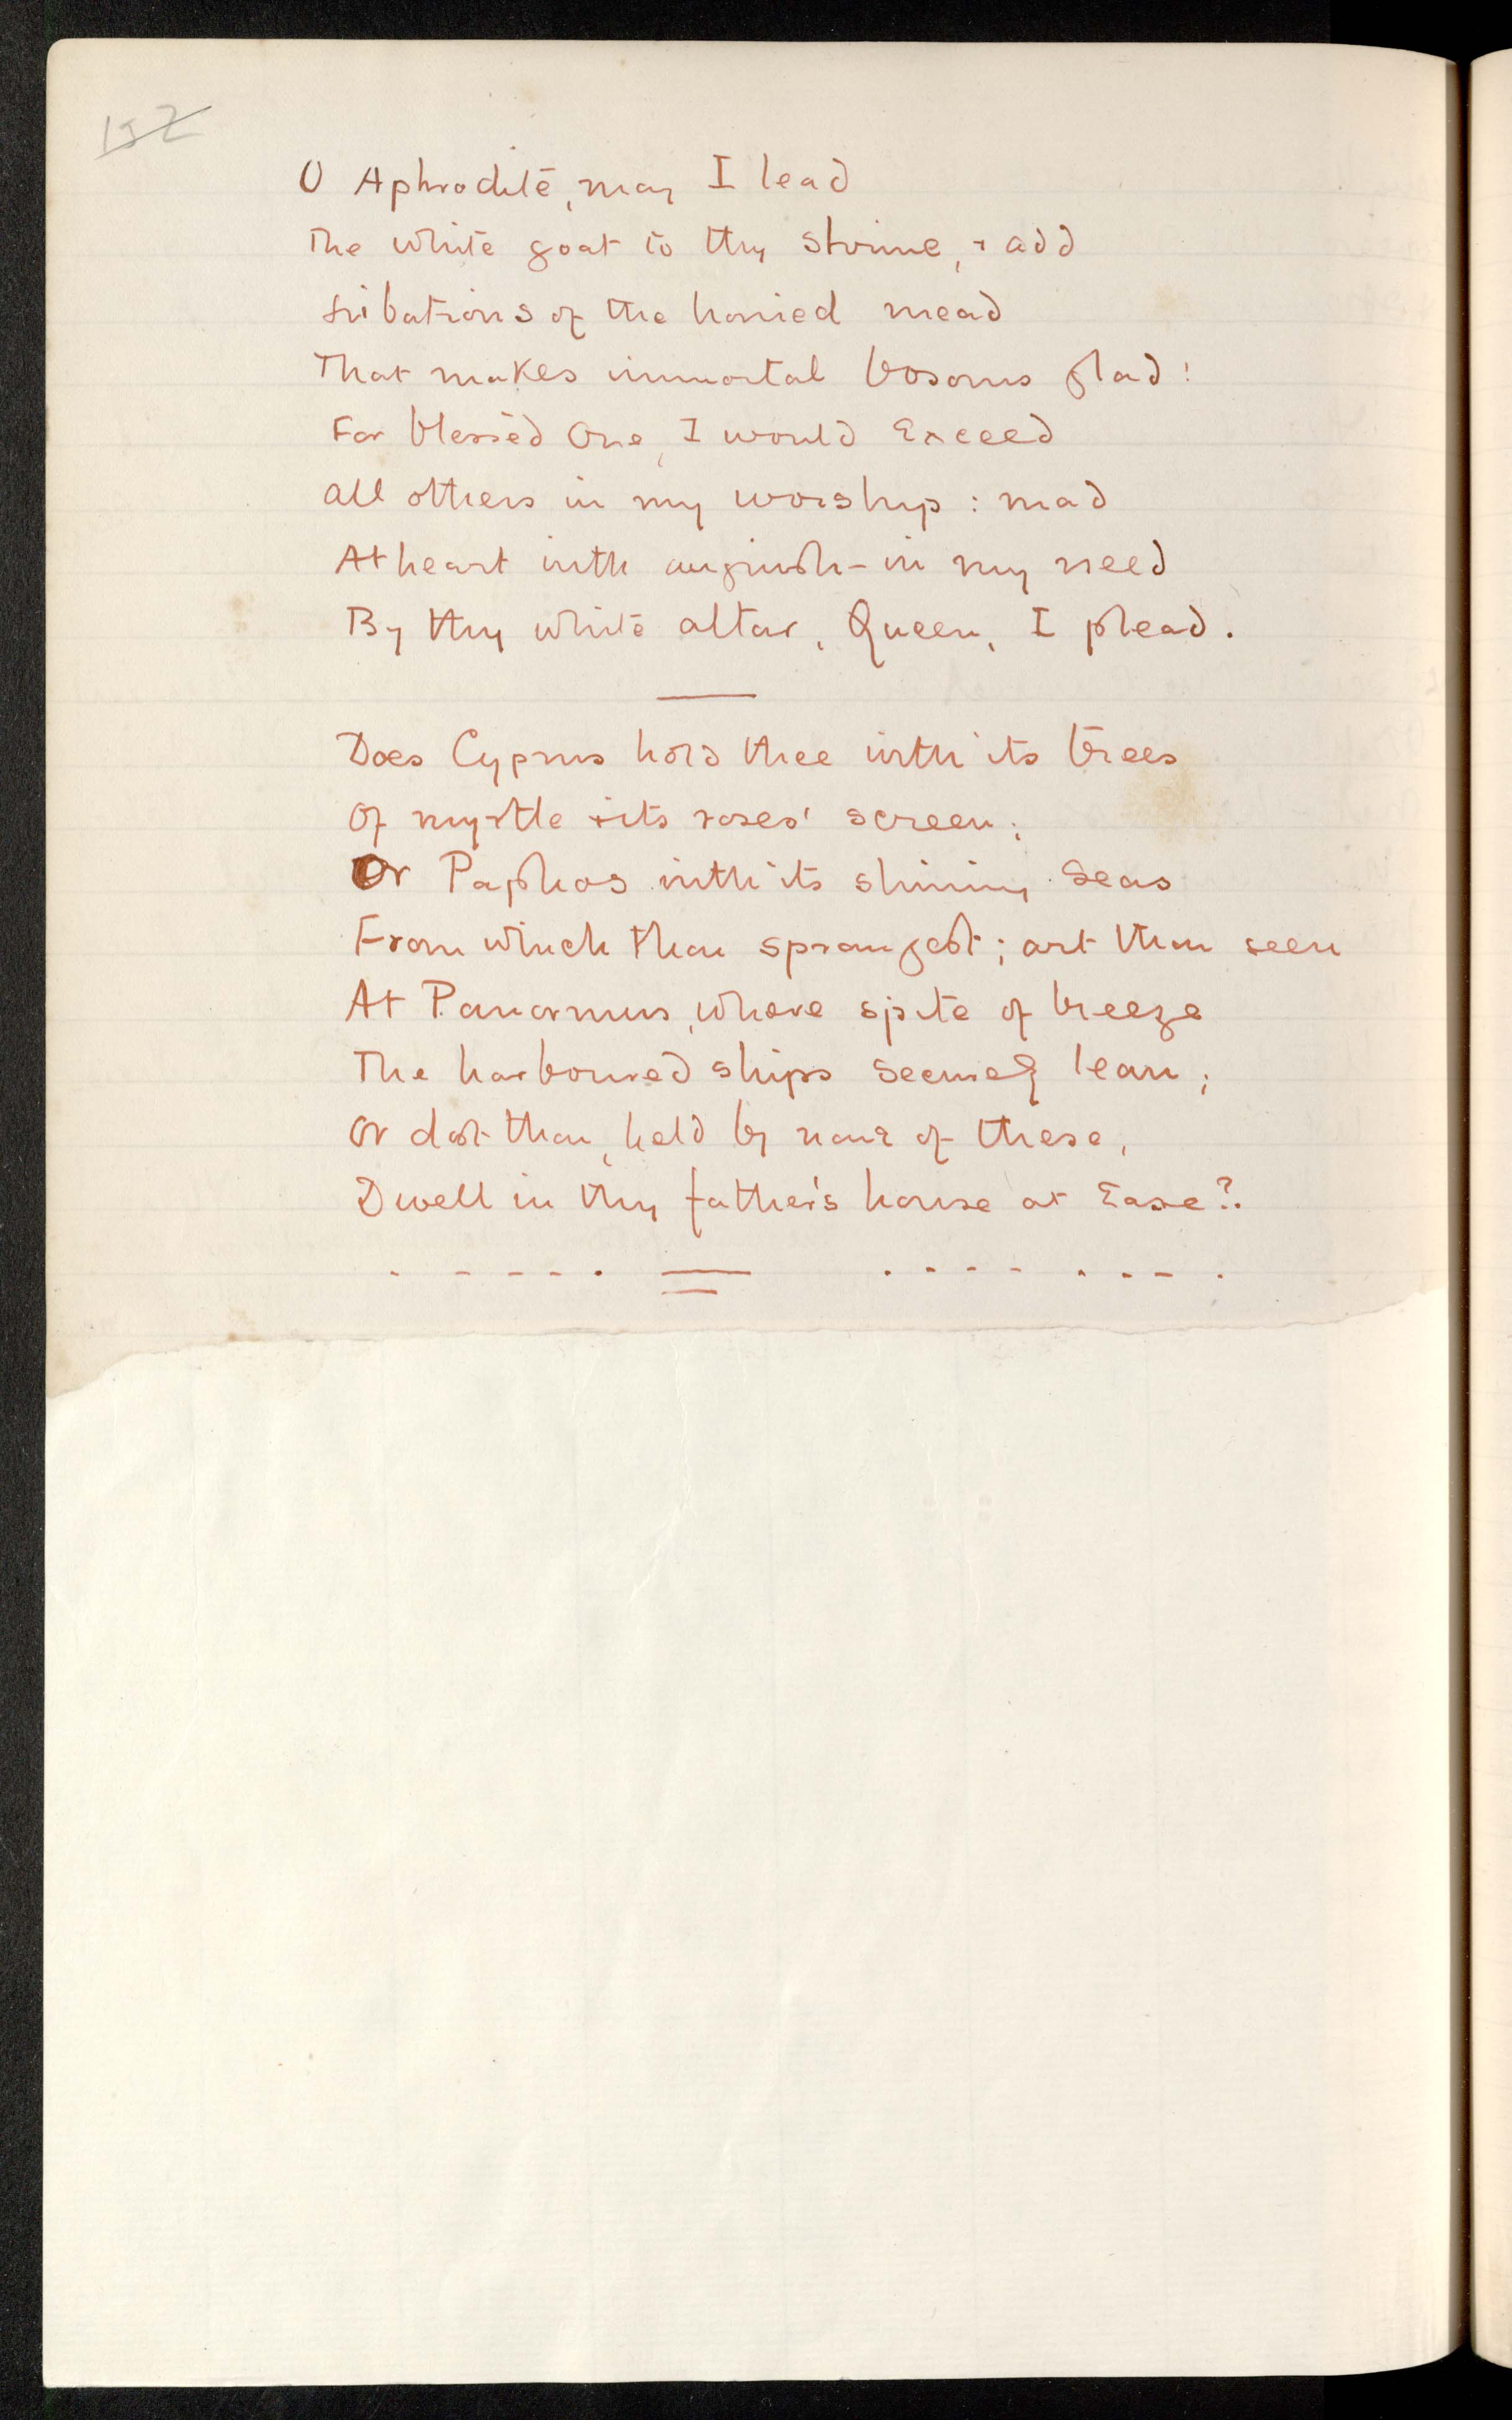 152
O Aphroditē, may I lead
The white goat to thy shrine, + add
Libations of the honied mead
That makes immortal bosoms glad!
For blessèd One, I would exceed
All others in my worship: mad
At heart with anguish - in my need
By thy white altar, Queen, I plead.
Does Cyprus hold thee with its trees
Of myrtle + its roses' screen;
Or Paphos with its shining seas
From which thou sprangest; art thou seen
At Panormus, where spite of breeze
The harboured ships seemed lean;
Or dost thou, held by none of these,
Dwell in thy father's house at Ease?